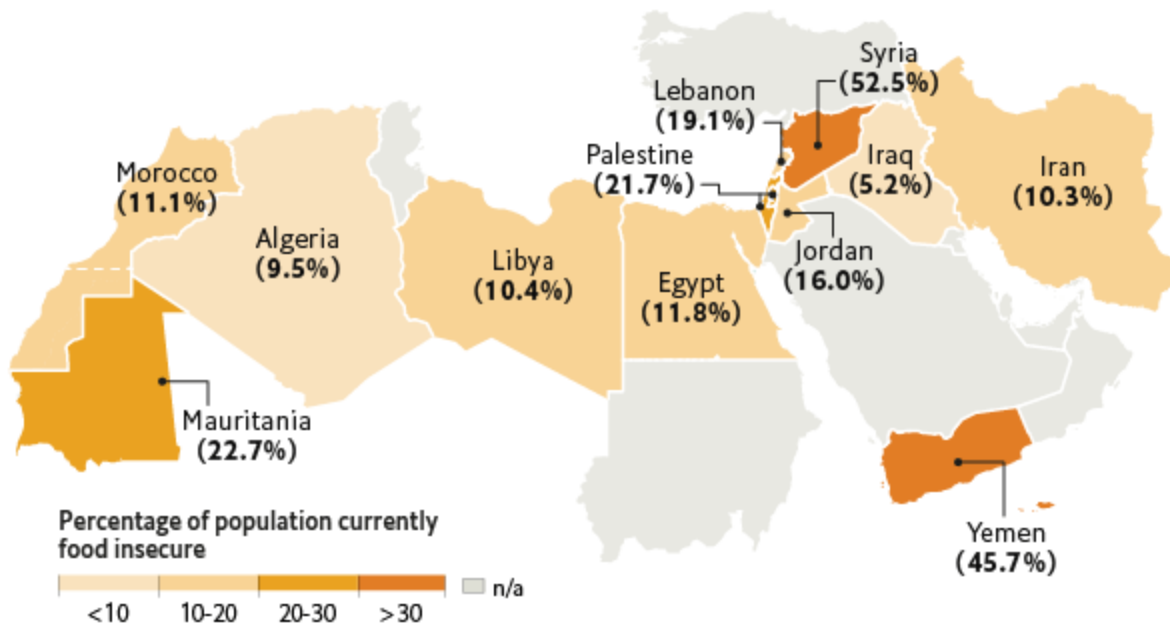 Syria
(52.5%)
Lebanon
(19.1%)
Palestine
(21.7%)
Iraq
(5.2%)
Iran
(10.3%)
Morocco
(11.1%)
Algeria
(9.5%)
Libya
(10.4%)
Egypt
(11.8%)
Jordan
(16.0%)
Mauritania
(22.7%)
Yemen
(45.7%)
Percentage of population currently
food insecure
<10 10-20 20-30 >30 n/a